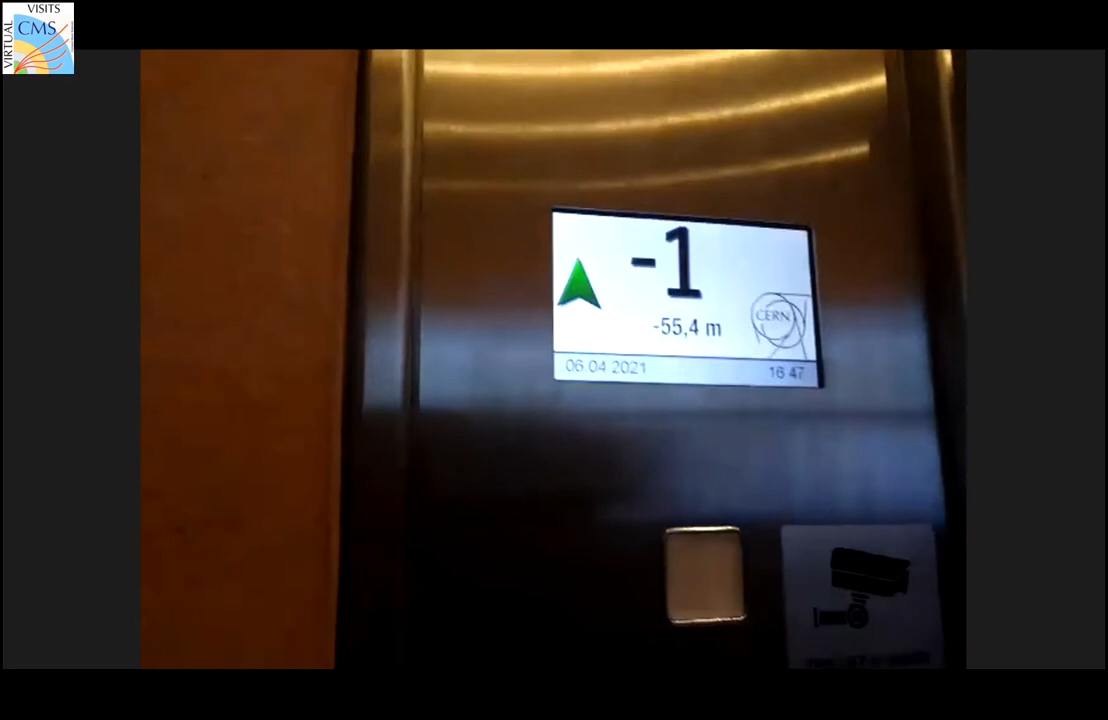 VISITS
CMS
VIRTUAL
-1
-55,4 m
CERN
06.04 2021
16 47